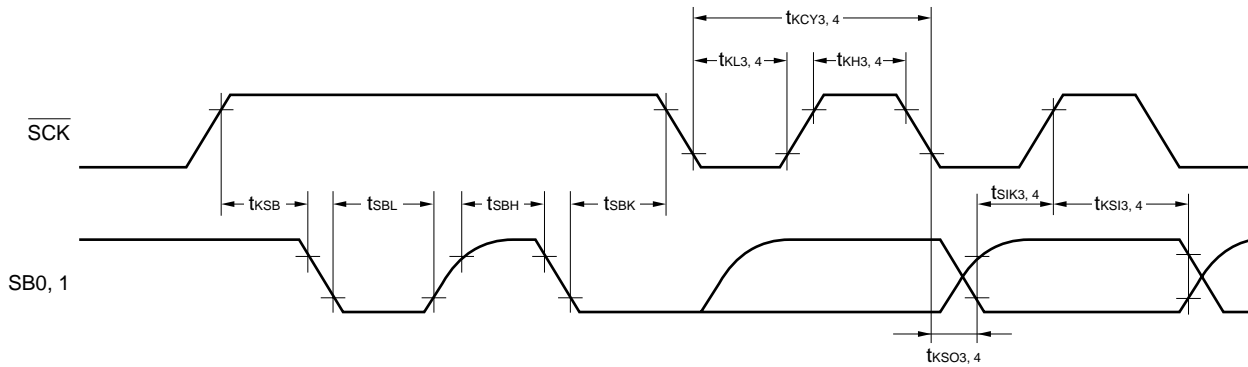 tKCY3, 4
tKL3, 4
tKH3, 4
SCK
tKSB
tSBL
tSBH
tSBK
tSIK3, 4
tKSI3, 4
SB0, 1
tKSO3, 4